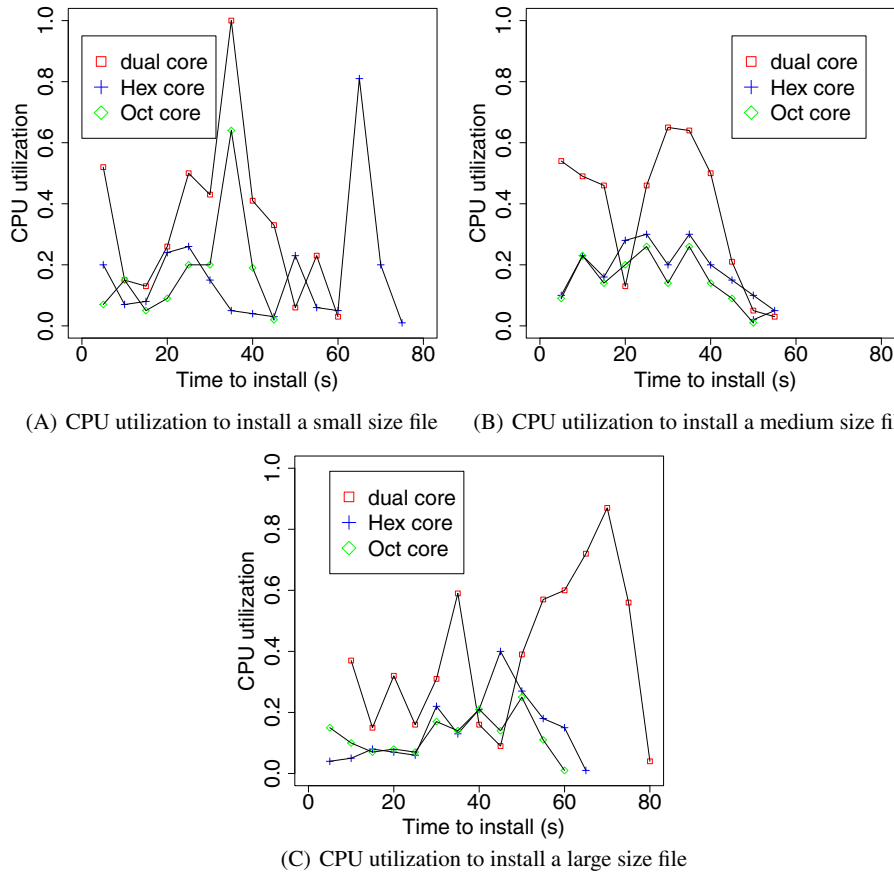 1.0
0.8
0.6
0.4
0.2
0.0
CPU utilization
dual core
Hex core
Oct core
0 20 40 60 80
Time to install (s)
(A) CPU utilization to install a small size file
1.0
0.8
0.6
0.4
0.2
0.0
CPU utilization
dual core
Hex core
Oct core
0 20 40 60 80
Time to install (s)
(B) CPU utilization to install a medium size
1.0
0.8
0.6
0.4
0.2
0.0
CPU utilization
dual core
Hex core
Oct core
0 20 40 60 80
Time to install (s)
(C) CPU utilization to install a large size file